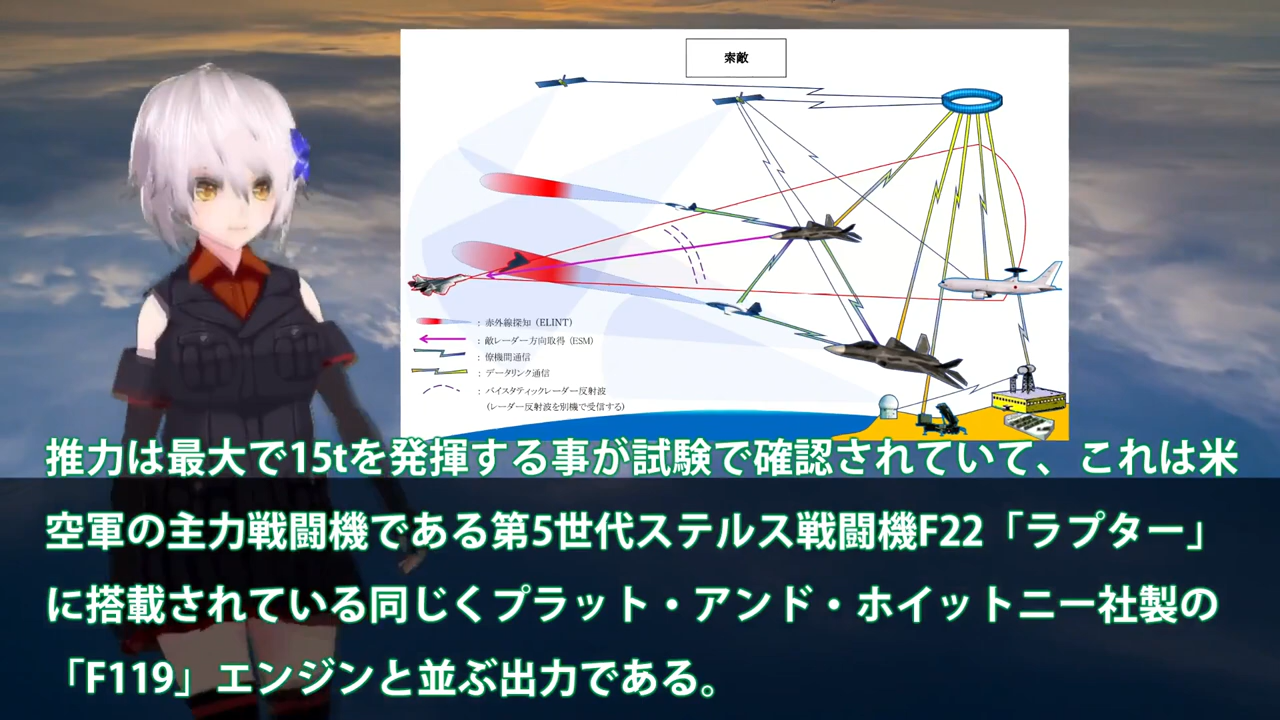 索敵
: 赤外線探知 (ELINT)
: 敵レーダー方向取得 (ESM)
: 僚機間通信
: データリンク通信
: バイスタティックレーダー反射波
(レーダー反射波を別機で受信する)
推力は最大で15tを発揮する事が試験で確認されていて、これは米
空軍の主力戦闘機である第5世代ステルス戦闘機F22「ラプター」
に搭載されている同じくプラット・アンド・ホイットニー社製の
「F119」エンジンと並ぶ出力である。